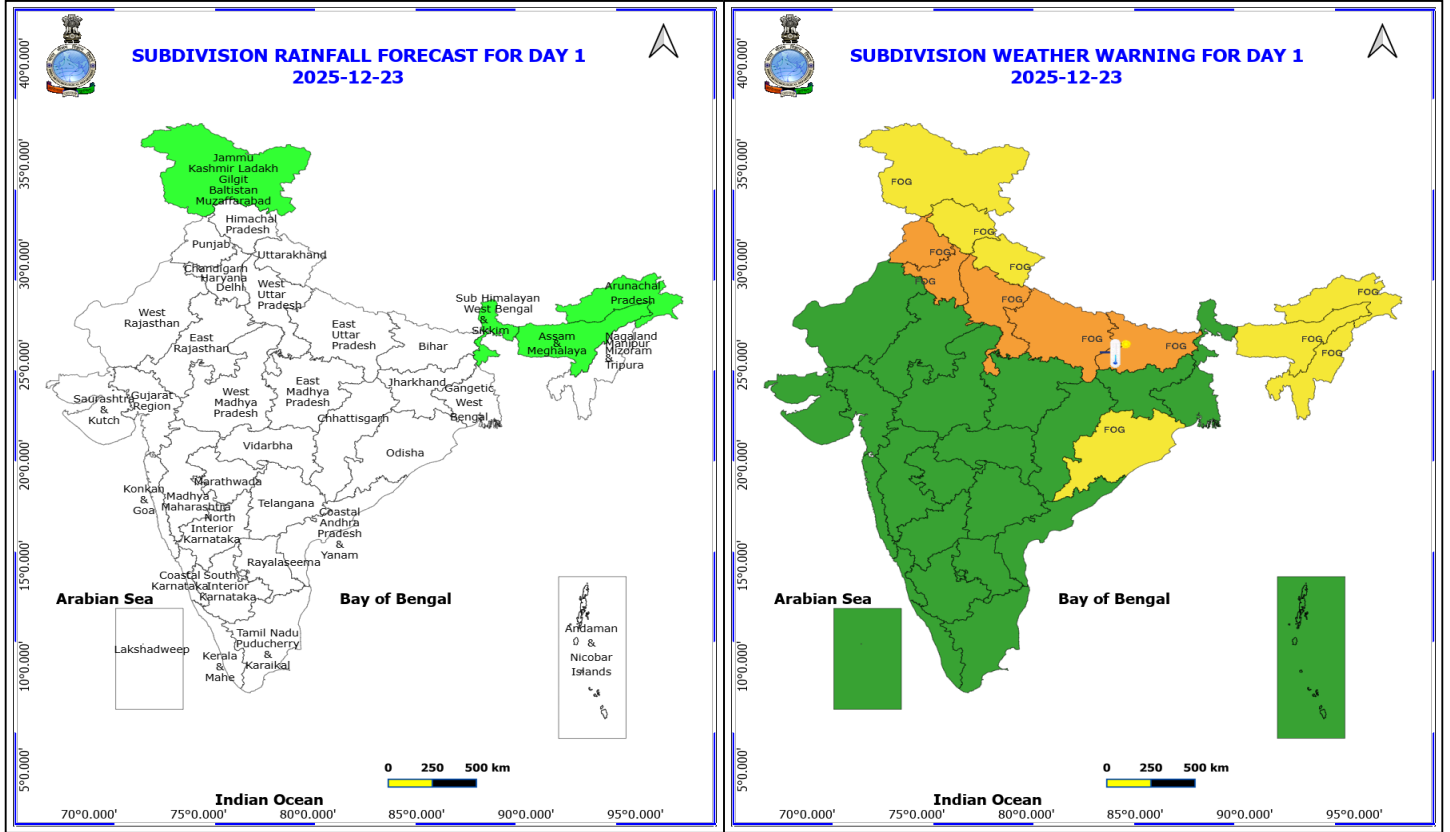 SUBDIVISION RAINFALL FORECAST FOR DAY 1
2025-12-23
40°0.000'
35°0.000'
30°0.000'
25°0.000'
20°0.000'
15°0.000'
10°0.000'
5°0.000'
Jammu
Kashmir Ladakh
Gilgit
Baltistan
Muzaffarabad
Himachal
Pradesh
Punjab
Uttarakhand
Chandigarh
Haryana
Delhi
West
Uttar
Pradesh
West
Rajasthan
East
Rajasthan
East
Uttar
Pradesh
Bihar
Sub Himalayan
West Bengal
&
Sikkim
Arunachal
Pradesh
Assam
&
Meghalaya
Nagaland
Manipur
Mizoram
&
Tripura
Saurashtra
&
Kutch
Gujarat
Region
West
Madhya
Pradesh
East
Madhya
Pradesh
Jharkhand
Gangetic
West
Bengal
Chhattisgarh
Vidarbha
Odisha
Konkan
&
Goa
Madhya
Maharashtra
Marathwada
Telangana
North
Interior
Karnataka
Coastal
Andhra
Pradesh
&
Yanam
Rayalaseema
Coastal
Karnataka
South
Interior
Karnataka
Arabian Sea
Bay of Bengal
Lakshadweep
Kerala
&
Mahe
Tamil Nadu
Puducherry
&
Karaikal
Andaman
&
Nicobar
Islands
0 250 500 km
Indian Ocean
70°0.000' 75°0.000' 80°0.000' 85°0.000' 90°0.000' 95°0.000'
SUBDIVISION WEATHER WARNING FOR DAY 1
2025-12-23
40°0.000'
35°0.000'
30°0.000'
25°0.000'
20°0.000'
15°0.000'
10°0.000'
5°0.000'
FOG
FOG
FOG
FOG
FOG
FOG
FOG
FOG
FOG
FOG
FOG
FOG
Arabian Sea
Bay of Bengal
0 250 500 km
Indian Ocean
70°0.000' 75°0.000' 80°0.000' 85°0.000' 90°0.000' 95°0.000'